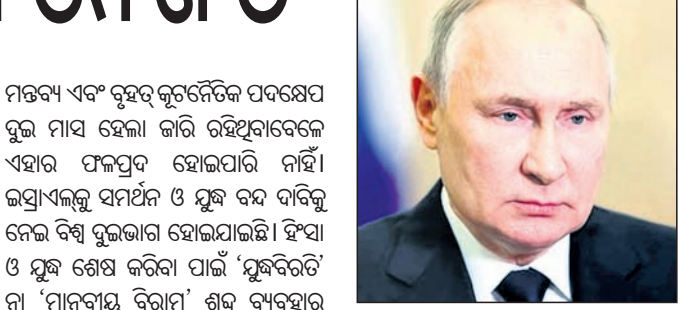 ମନ୍ତବ୍ୟ ଏବଂ ବୃହତ୍ କୂଟନୈତିକ ପଦକ୍ଷେପ
ଦୁଇ ମାସ ହେଲା ଜାରି ରହିଥିବାବେଳେ
ଏହାର ଫଳପ୍ରଦ ହୋଇପାରି ନାହିଁ।
ଇସ୍ରାଏଲ୍‌କୁ ସମର୍ଥନ ଓ ଯୁଦ୍ଧ ବନ୍ଦ ଦାବିକୁ
ନେଇ ବିଶ୍ୱ ଦୁଇଭାଗ ହୋଇଯାଇଛି। ହିଂସା
ଓ ଯୁଦ୍ଧ ଶେଷ କରିବା ପାଇଁ ‘ଯୁଦ୍ଧବିରତି’
ନା ‘ମାନବୀୟ ବିରାମ’ ଶବ୍ଦ ବ୍ୟବହାର